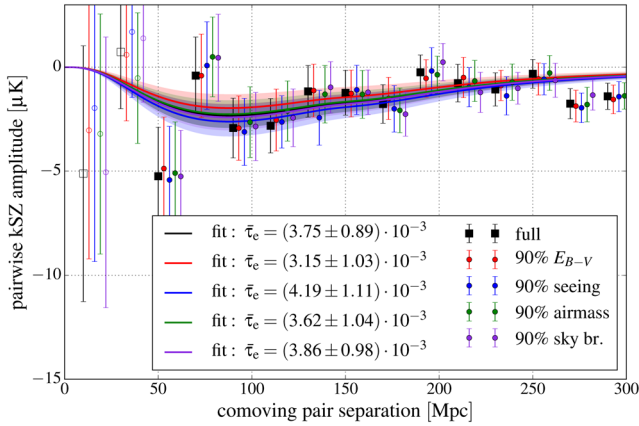 pairwise kSZ amplitude [μK]
0
−5
−10
−15
fit : τ̄e = (3.75 ± 0.89) · 10⁻³
fit : τ̄e = (3.15 ± 1.03) · 10⁻³
fit : τ̄e = (4.19 ± 1.11) · 10⁻³
fit : τ̄e = (3.62 ± 1.04) · 10⁻³
fit : τ̄e = (3.86 ± 0.98) · 10⁻³
full
90% E_{B−V}
90% seeing
90% airmass
90% sky br.
0 50 100 150 200 250 300
comoving pair separation [Mpc]